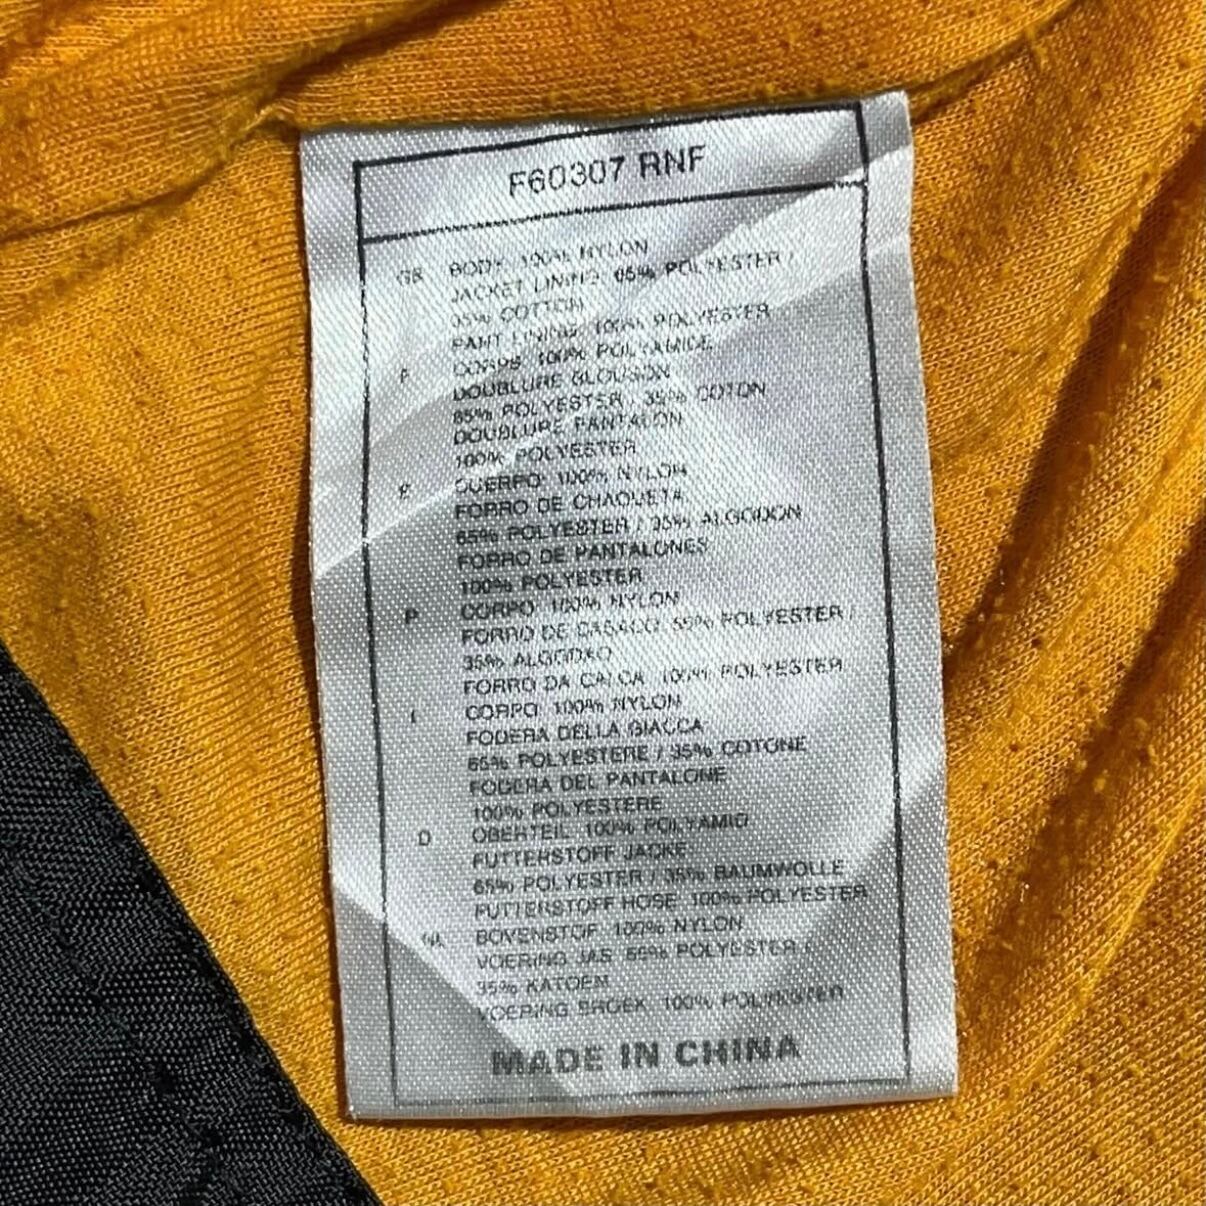 F60307 RNF
GB BODY: 100% NYLON
JACKET LINING: 65% POLYESTER /
35% COTTON
PANT LINING: 100% POLYESTER
F CORPS: 100% POLYAMIDE
DOUBLURE BLOUSON
65% POLYESTER / 35% COTON
DOUBLURE PANTALON
100% POLYESTER
E CUERPO: 100% NYLON
FORRO DE CHAQUETA
65% POLYESTER / 35% ALGODON
FORRO DE PANTALONES
100% POLYESTER
P CORPO: 100% NYLON
FORRO DE CASACO: 65% POLYESTER /
35% ALGODAO
FORRO DA CALCA: 100% POLYESTER
I CORPO: 100% NYLON
FODERA DELLA GIACCA
65% POLYESTERE / 35% COTONE
FODERA DEL PANTALONE
100% POLYESTERE
D OBERTEIL: 100% POLYAMID
FUTTERSTOFF JACKE:
65% POLYESTER / 35% BAUMWOLLE
FUTTERSTOFF HOSE: 100% POLYESTER
NL BOVENSTOF: 100% NYLON
VOERING JAS: 65% POLYESTER /
35% KATOEN
VOERING BROEK: 100% POLYESTER
MADE IN CHINA